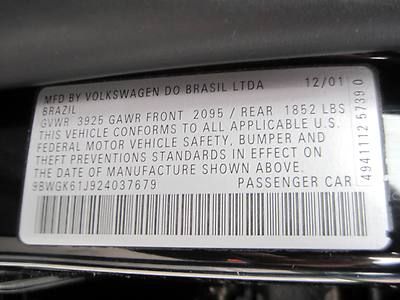 MFD BY VOLKSWAGEN DO BRASIL LTDA 12/01
BRAZIL
GVWR 3925 GAWR FRONT 2095 / REAR 1852 LBS
THIS VEHICLE CONFORMS TO ALL APPLICABLE U.S.
FEDERAL MOTOR VEHICLE SAFETY, BUMPER AND
THEFT PREVENTIONS STANDARDS IN EFFECT ON
THE DATE OF MANUFACTURE SHOWN ABOVE.
9BWGK61J924037679 PASSENGER CAR
4941112 57390